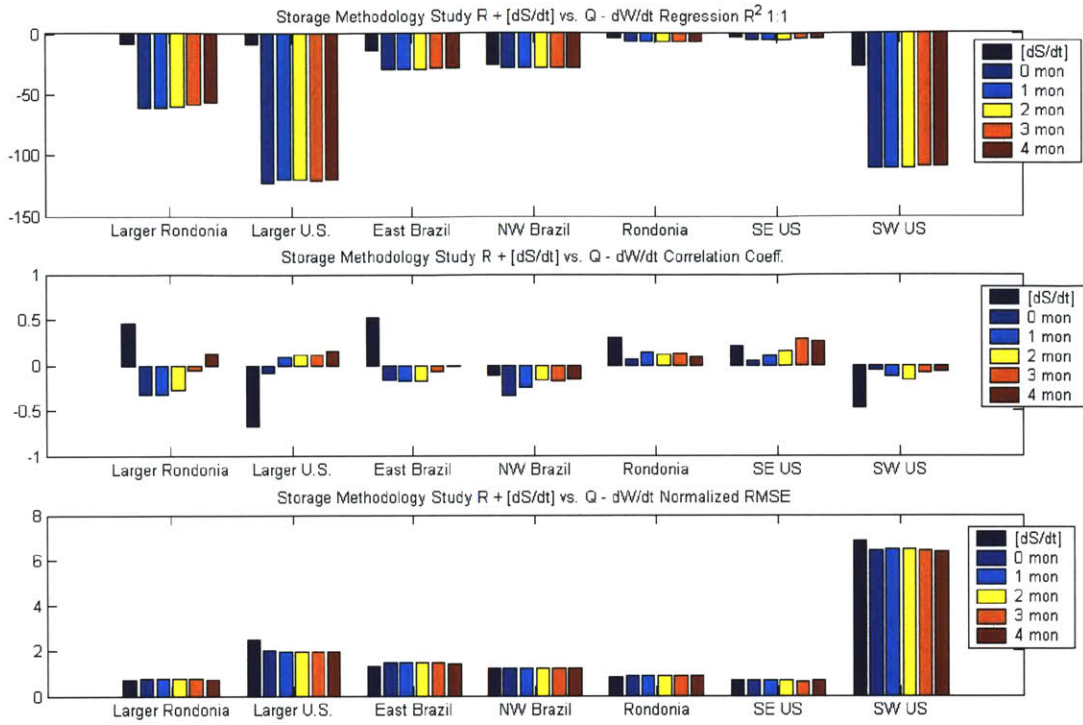 Storage Methodology Study R + [dS/dt] vs. Q - dW/dt Regression R² 1:1
0
-50
-100
-150
[dS/dt]
0 mon
1 mon
2 mon
3 mon
4 mon
Larger Rondonia Larger U.S. East Brazil NW Brazil Rondonia SE US SW US
Storage Methodology Study R + [dS/dt] vs. Q - dW/dt Correlation Coeff.
1
0.5
0
-0.5
-1
[dS/dt]
0 mon
1 mon
2 mon
3 mon
4 mon
Larger Rondonia Larger U.S. East Brazil NW Brazil Rondonia SE US SW US
Storage Methodology Study R + [dS/dt] vs. Q - dW/dt Normalized RMSE
8
6
4
2
0
[dS/dt]
0 mon
1 mon
2 mon
3 mon
4 mon
Larger Rondonia Larger U.S. East Brazil NW Brazil Rondonia SE US SW US